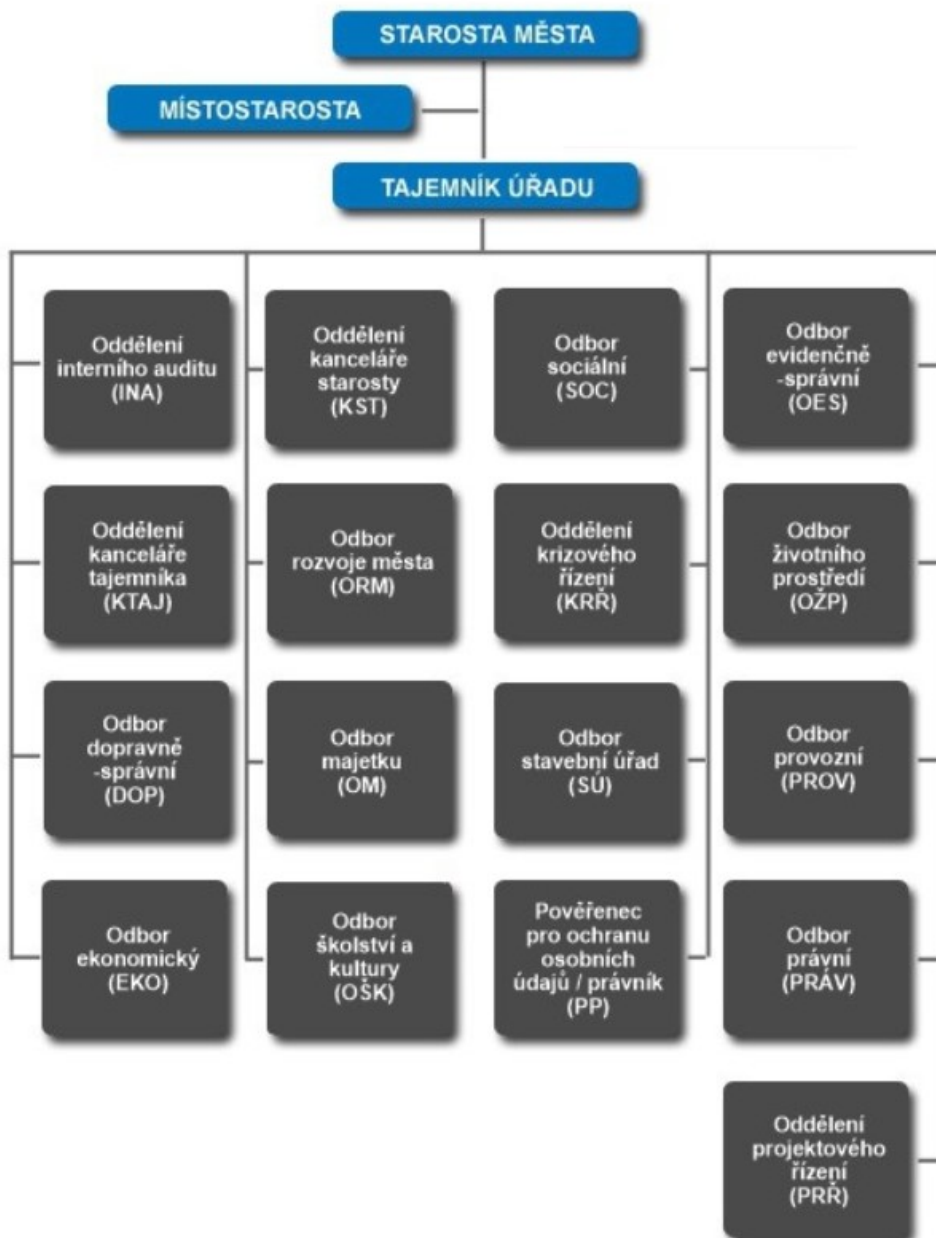 STAROSTA MĚSTA
MÍSTOSTAROSTA
TAJEMNÍK ÚŘADU
Oddělení
interního auditu
(INA)
Oddělení
kanceláře
starosty
(KST)
Odbor
sociální
(SOC)
Odbor
evidenčně
-správní
(OES)
Oddělení
kanceláře
tajemníka
(KTAJ)
Odbor
rozvoje města
(ORM)
Oddělení
krizového
řízení
(KRŘ)
Odbor
životního
prostředí
(OŽP)
Odbor
dopravně
-správní
(DOP)
Odbor
majetku
(OM)
Odbor
stavební úřad
(SÚ)
Odbor
provozní
(PROV)
Odbor
ekonomický
(EKO)
Odbor
školství a
kultury
(OŠK)
Pověřenec
pro ochranu
osobních
údajů / právník
(PP)
Odbor
právní
(PRÁV)
Oddělení
projektového
řízení
(PRŘ)